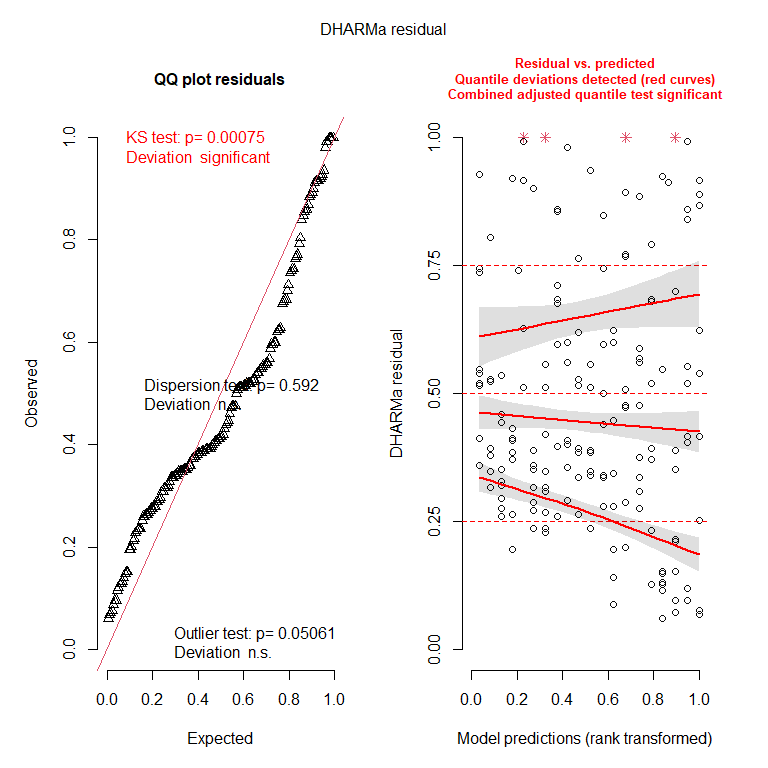 DHARMa residual
QQ plot residuals
KS test: p= 0.00075
Deviation significant
Dispersion test: p= 0.592
Deviation n.s.
Outlier test: p= 0.05061
Deviation n.s.
Observed
0.0 0.2 0.4 0.6 0.8 1.0
0.0 0.2 0.4 0.6 0.8 1.0
Expected
Residual vs. predicted
Quantile deviations detected (red curves)
Combined adjusted quantile test significant
DHARMa residual
0.00 0.25 0.50 0.75 1.00
0.0 0.2 0.4 0.6 0.8 1.0
Model predictions (rank transformed)